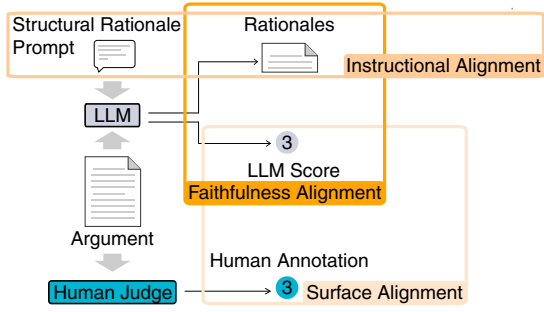 Structural Rationale
Prompt
Rationales
Instructional Alignment
LLM
3
LLM Score
Faithfulness Alignment
Argument
Human Annotation
Human Judge
3
Surface Alignment